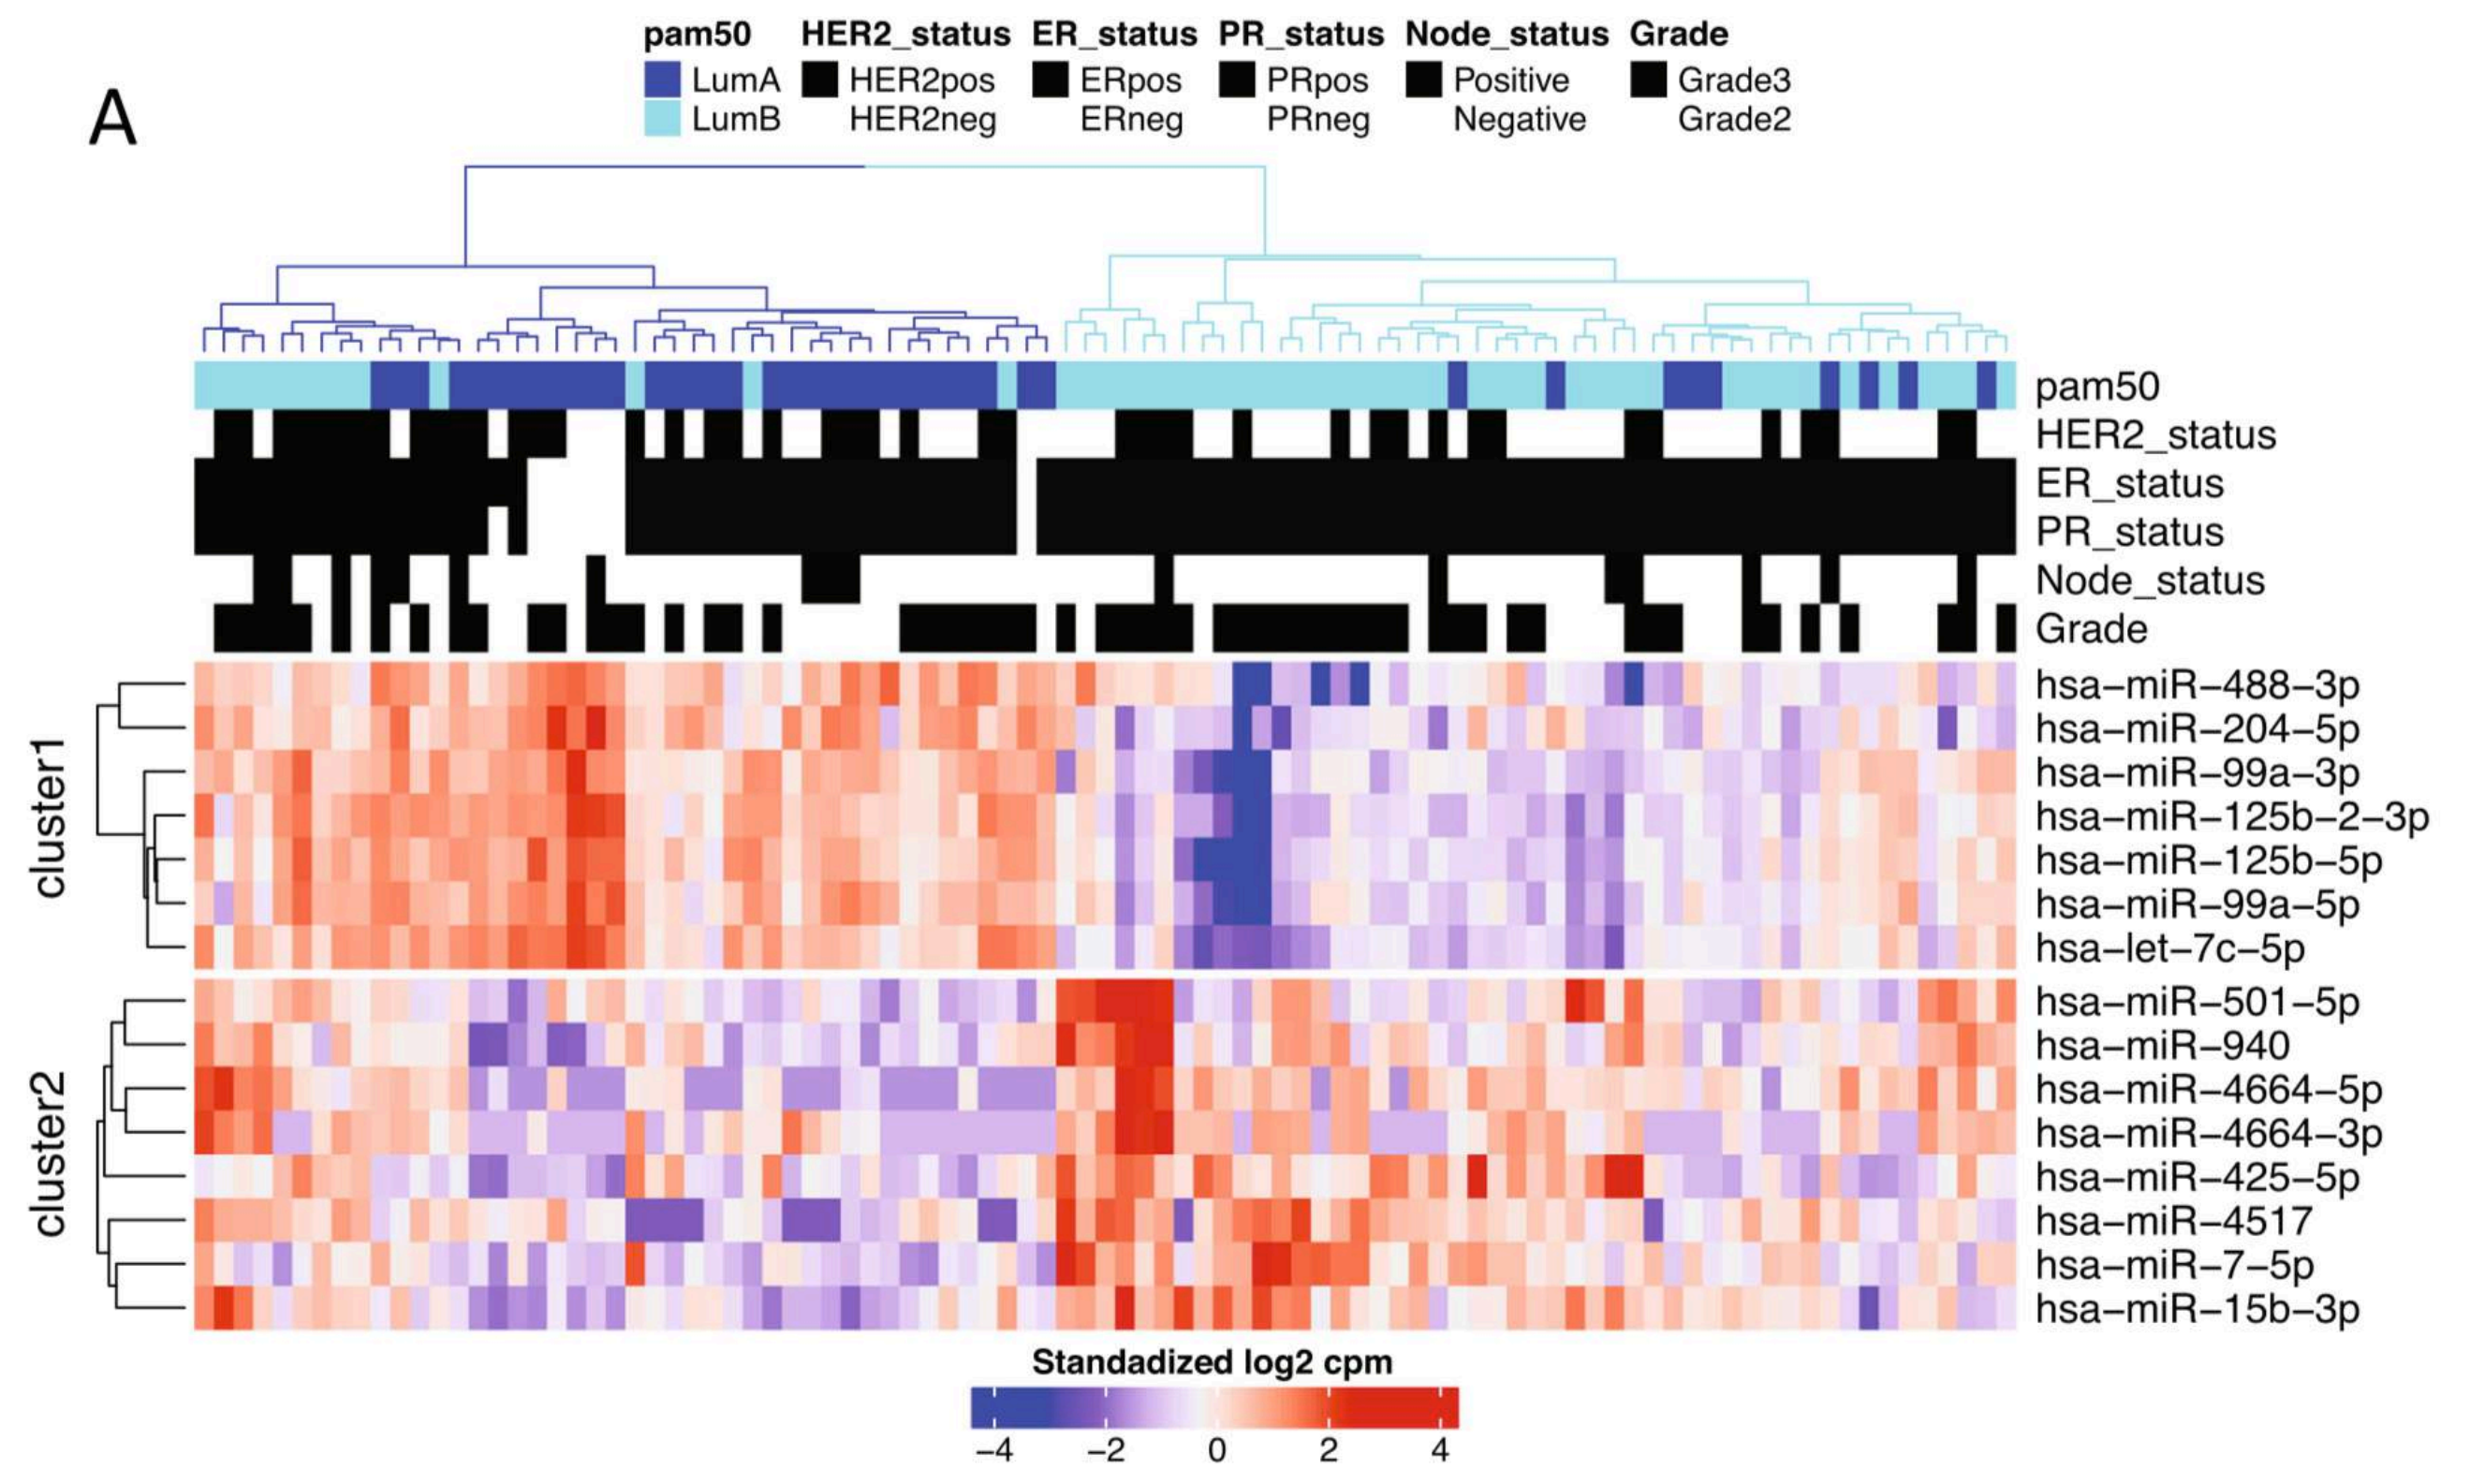 A
pam50 HER2_status ER_status PR_status Node_status Grade
LumA HER2pos ERpos PRpos Positive Grade3
LumB HER2neg ERneg PRneg Negative Grade2
pam50
HER2_status
ER_status
PR_status
Node_status
Grade
cluster1
hsa−miR−488−3p
hsa−miR−204−5p
hsa−miR−99a−3p
hsa−miR−125b−2−3p
hsa−miR−125b−5p
hsa−miR−99a−5p
hsa−let−7c−5p
cluster2
hsa−miR−501−5p
hsa−miR−940
hsa−miR−4664−5p
hsa−miR−4664−3p
hsa−miR−425−5p
hsa−miR−4517
hsa−miR−7−5p
hsa−miR−15b−3p
Standadized log2 cpm
−4 −2 0 2 4